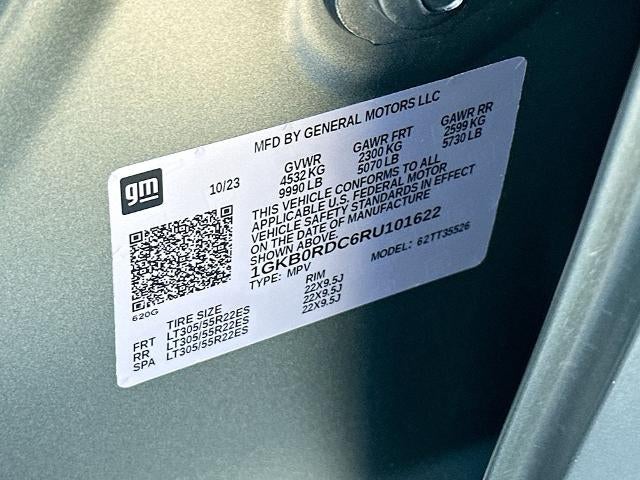 MFD BY GENERAL MOTORS LLC
gm
10/23
GVWR GAWR FRT GAWR RR
4532 KG 2300 KG 2599 KG
9990 LB 5070 LB 5730 LB
THIS VEHICLE CONFORMS TO ALL
APPLICABLE U.S. FEDERAL MOTOR
VEHICLE SAFETY STANDARDS IN EFFECT
ON THE DATE OF MANUFACTURE
SHOWN ABOVE.
1GKB0RDC6RU101622
TYPE: MPV MODEL: 62TT35526
620G
TIRE SIZE RIM
FRT LT305/55R22ES 22X9.5J
RR LT305/55R22ES 22X9.5J
SPA LT305/55R22ES 22X9.5J